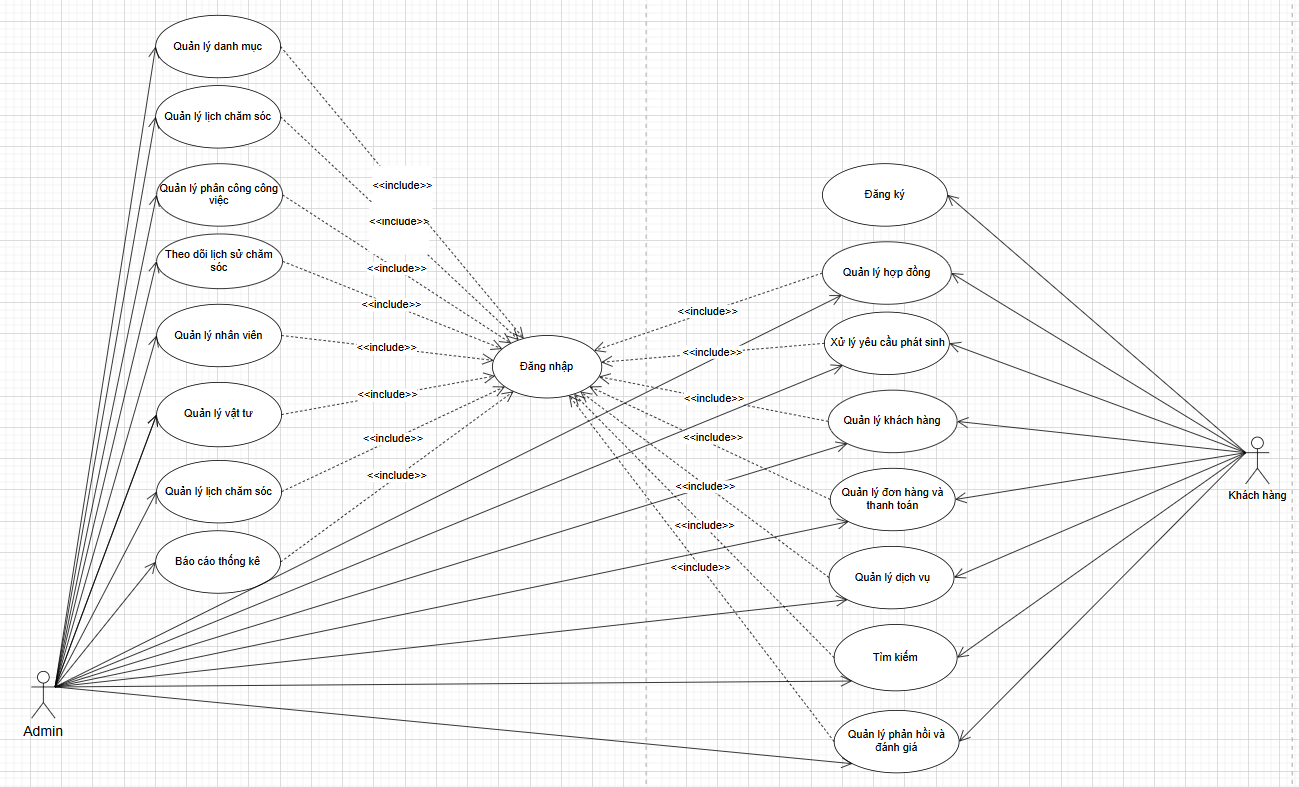 Quản lý danh mục
Quản lý lịch chăm sóc
Quản lý phân công công
việc
Theo dõi lịch sử chăm
sóc
Quản lý nhân viên
Quản lý vật tư
Quản lý lịch chăm sóc
Báo cáo thống kê
Admin
<<include>>
<<include>>
<<include>>
<<include>>
<<include>>
<<include>>
<<include>>
<<include>>
Đăng nhập
<<include>>
<<include>>
<<include>>
<<include>>
<<include>>
<<include>>
<<include>>
Đăng ký
Quản lý hợp đồng
Xử lý yêu cầu phát sinh
Quản lý khách hàng
Quản lý đơn hàng và
thanh toán
Quản lý dịch vụ
Tìm kiếm
Quản lý phản hồi và
đánh giá
Khách hàng